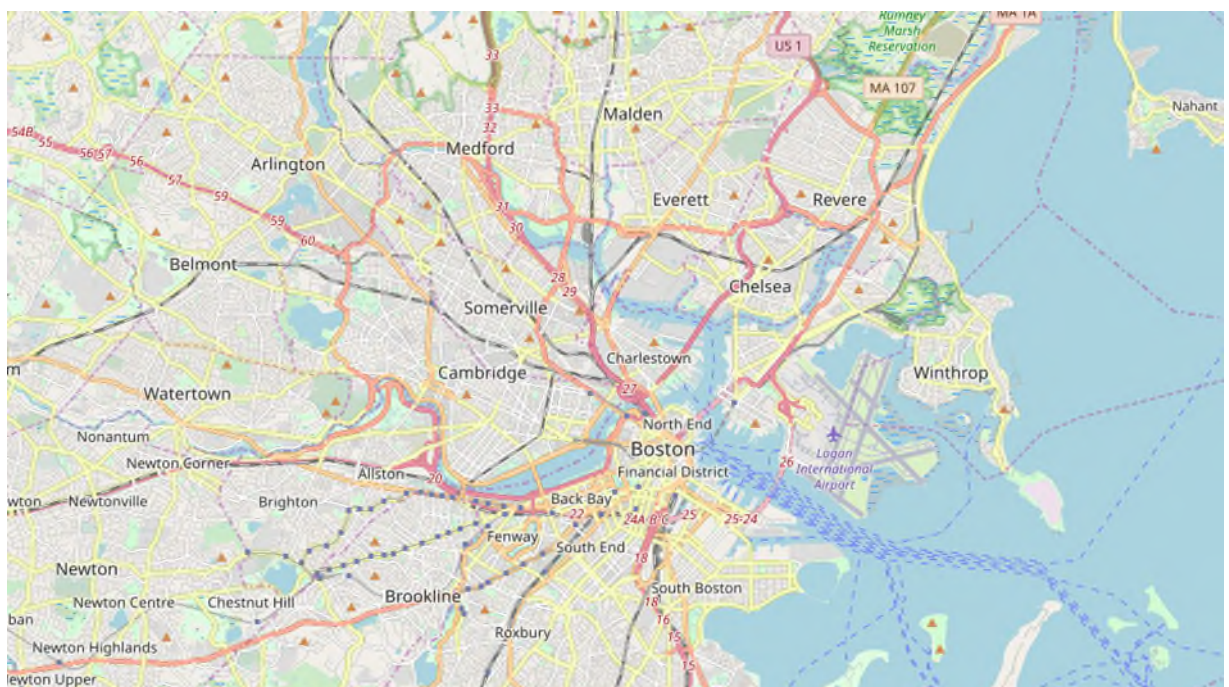 Rumney
Marsh
Reservation
MA 1A
US 1
33
MA 107
Nahant
33
Malden
32
54B
55
56
57
56
57
Medford
Arlington
59
Everett
Revere
31
59
30
60
Belmont
28
29
Chelsea
Somerville
Charlestown
m
Cambridge
27
Winthrop
Watertown
North End
Nonantum
Boston
Logan
International
Airport
Newton Corner
26
Allston
20
Financial District
ewton
Newtonville
Brighton
Back Bay
22
24A B C
25
25-24
Fenway
South End
18
Newton
South Boston
Brookline
Newton Centre
Chestnut Hill
18
ban
16
Roxbury
15
Newton Highlands
15
ewton Upper